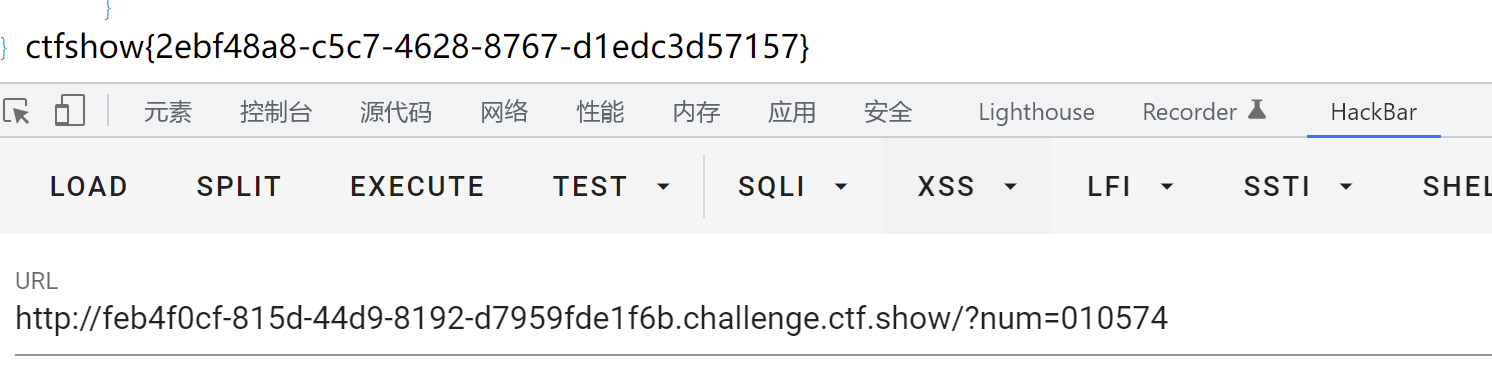 }
} ctfshow{2ebf48a8-c5c7-4628-8767-d1edc3d57157}
元素 控制台 源代码 网络 性能 内存 应用 安全 Lighthouse Recorder HackBar
LOAD SPLIT EXECUTE TEST SQLI XSS LFI SSTI SHEL
URL
http://feb4f0cf-815d-44d9-8192-d7959fde1f6b.challenge.ctf.show/?num=010574